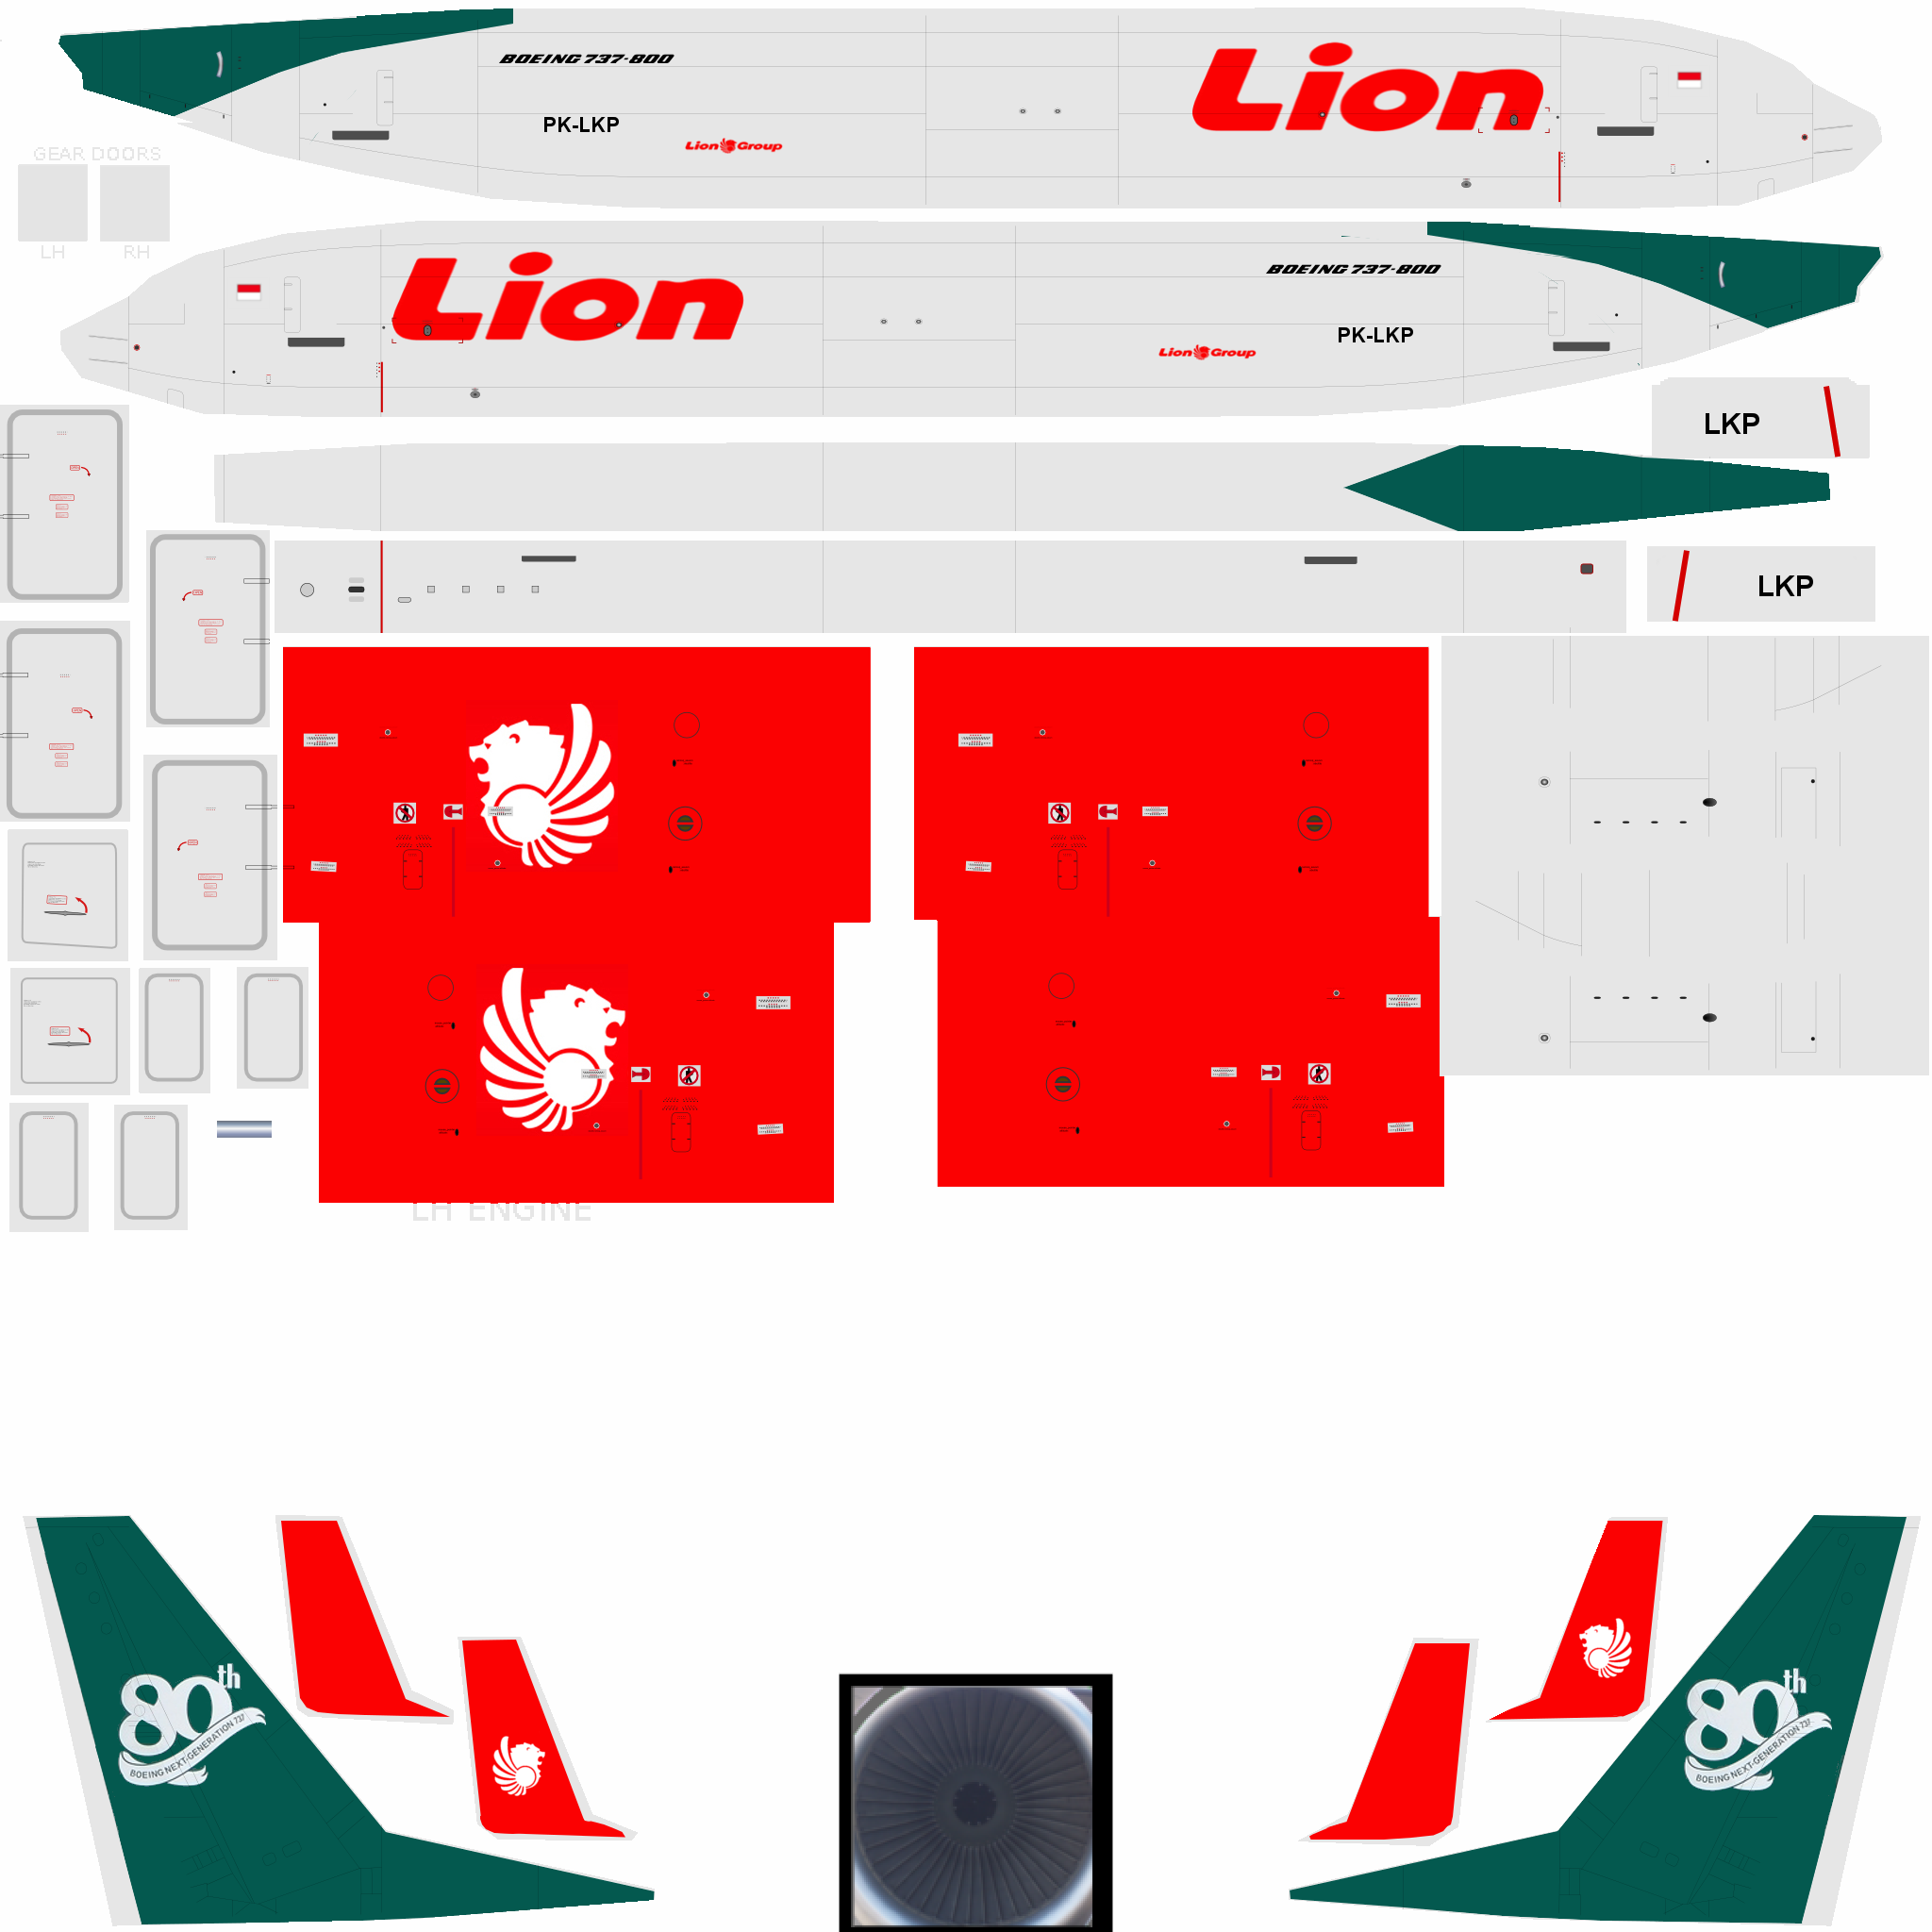 BOEING 737-800
Lion
PK-LKP
Lion Group
GEAR DOORS
LH
RH
Lion
BOEING 737-800
PK-LKP
Lion Group
LKP
LKP
LH ENGINE
80th
BOEING NEXT-GENERATION 737
80th
BOEING NEXT-GENERATION 737